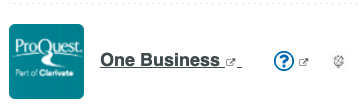 ProQuest
Part of Clarivate
One Business
?